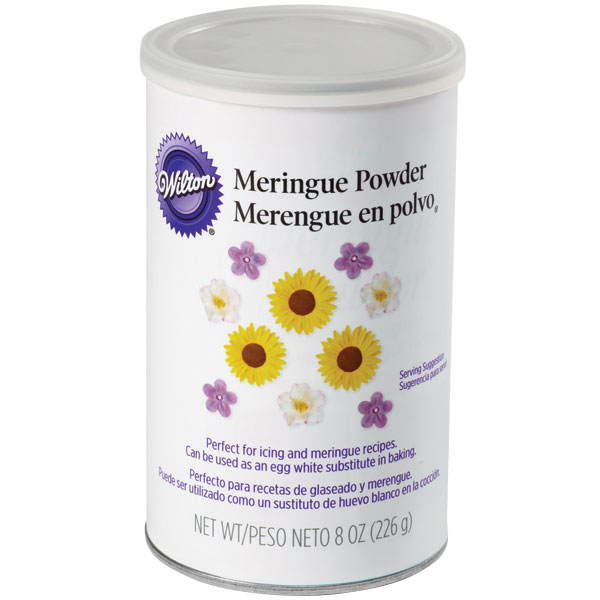 Wilton®
Meringue Powder
Merengue en polvo®
Serving Suggestion
Sugerencia para servir
Perfect for icing and meringue recipes.
Can be used as an egg white substitute in baking.
Perfecto para recetas de glaseado y merengue.
Puede ser utilizado como un sustituto de huevo blanco en la cocción.
NET WT/PESO NETO 8 OZ (226 g)